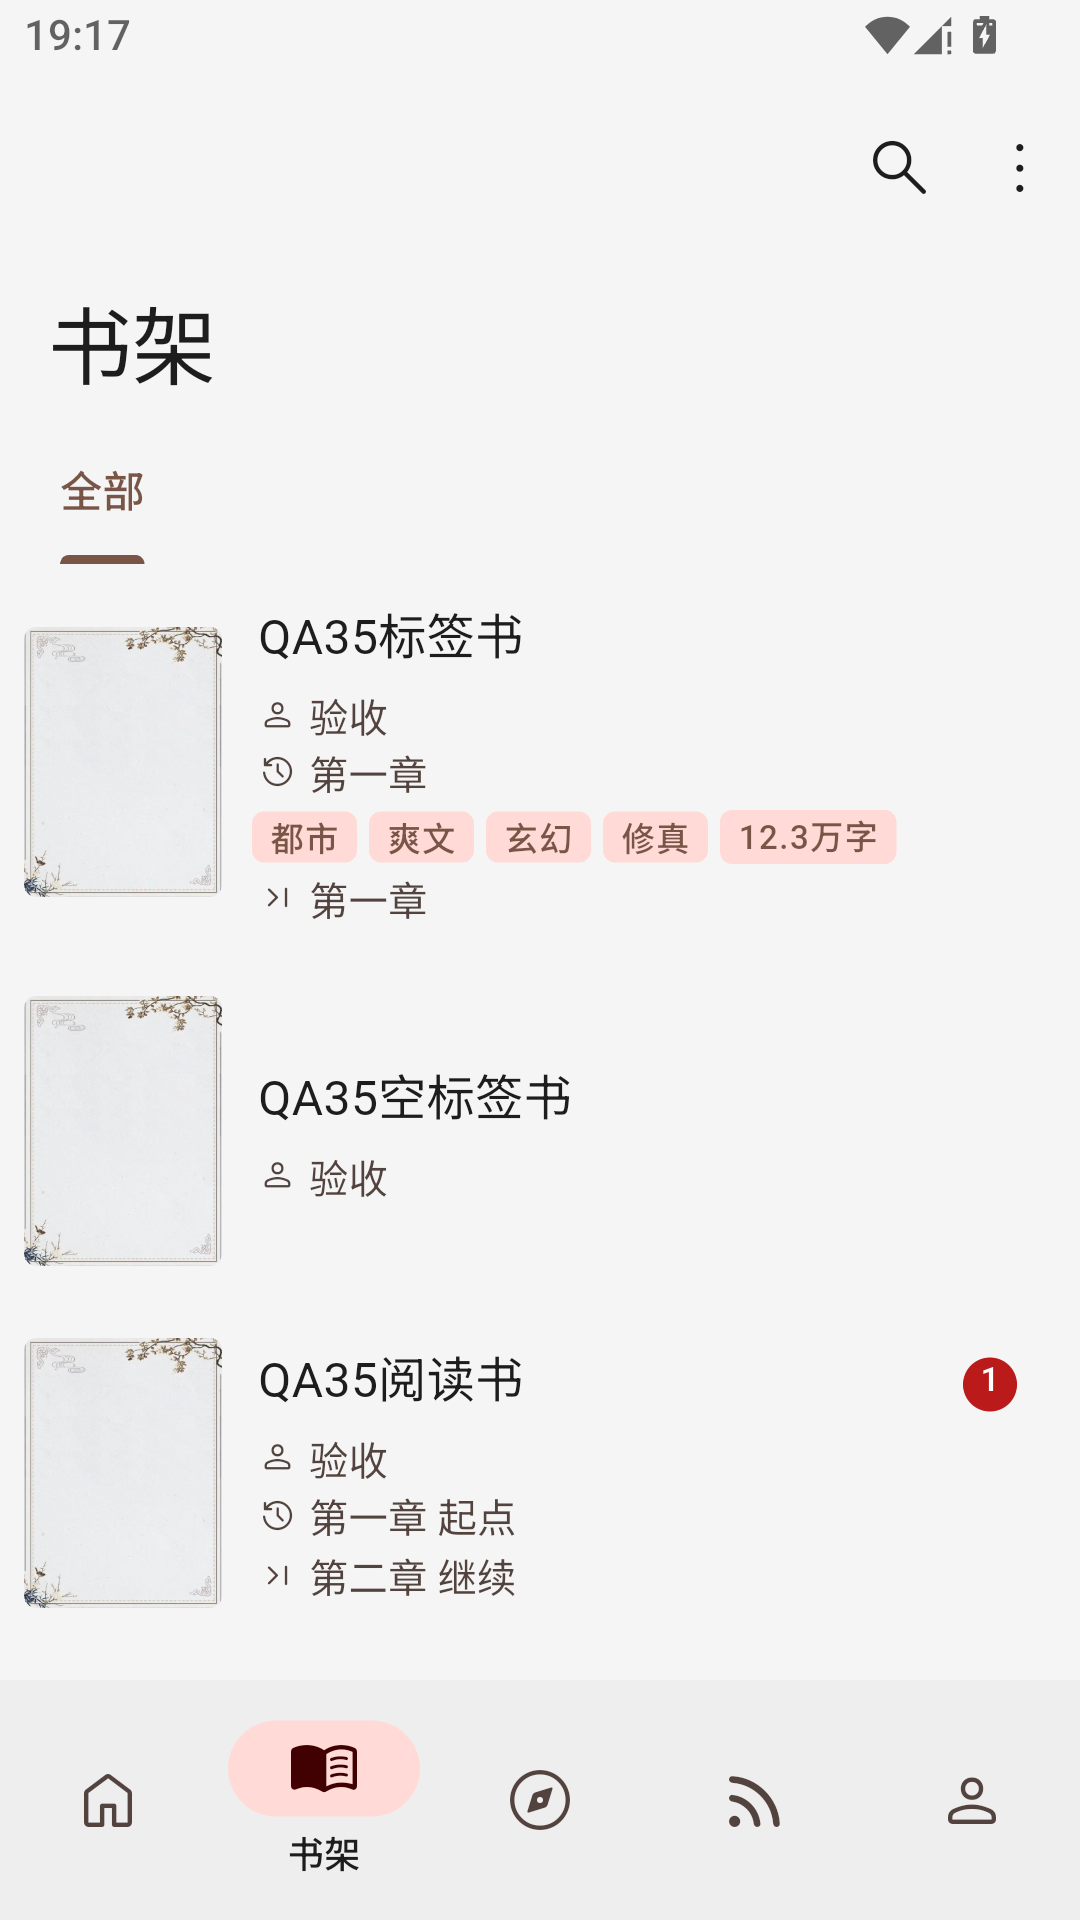 19:17
书架
全部
QA35标签书
验收
第一章
都市 爽文 玄幻 修真 12.3万字
第一章
QA35空标签书
验收
QA35阅读书
1
验收
第一章 起点
第二章 继续
书架